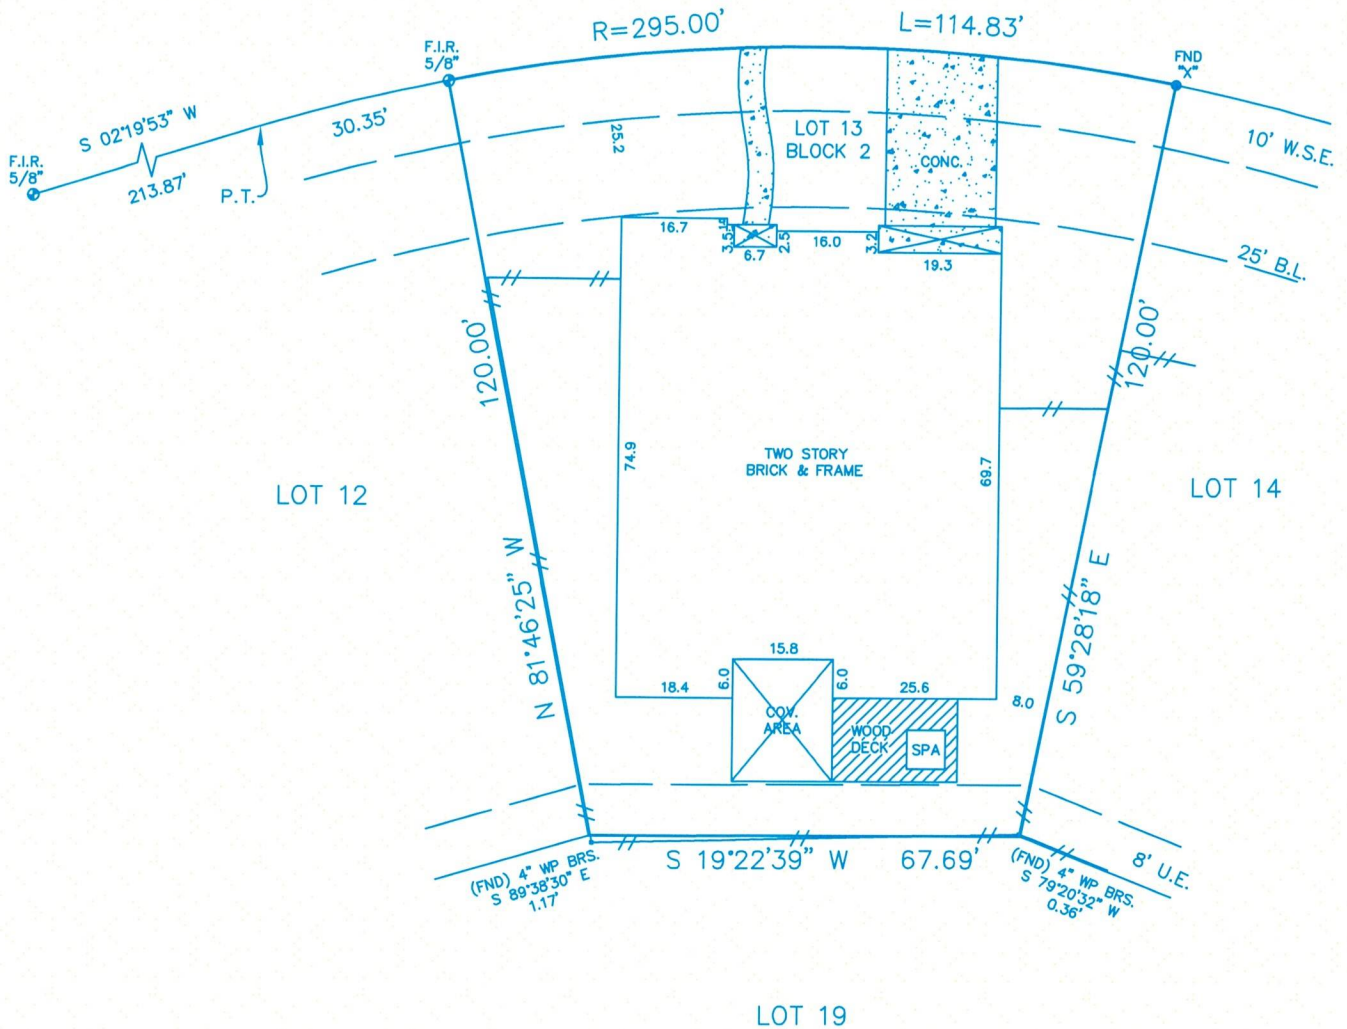 R=295.00'
L=114.83'
F.I.R.
5/8"
FND
"X"
S 02°19'53" W
30.35'
213.87'
P.T.
F.I.R.
5/8"
25.2
LOT 13
BLOCK 2
CONC.
10' W.S.E.
25' B.L.
16.7
3.5
6.7
2.5
16.0
3.2
19.3
120.00'
120.00'
74.9
TWO STORY
BRICK & FRAME
69.7
LOT 12
LOT 14
N 81°46'25" W
S 59°28'18" E
15.8
18.4
6.0
6.0
25.6
8.0
COV.
AREA
WOOD
DECK
SPA
S 19°22'39" W
67.69'
8' U.E.
(FND) 4" WP BRS.
S 89°38'30" E
1.17'
(FND) 4" WP BRS.
S 79°20'32" W
0.36'
LOT 19